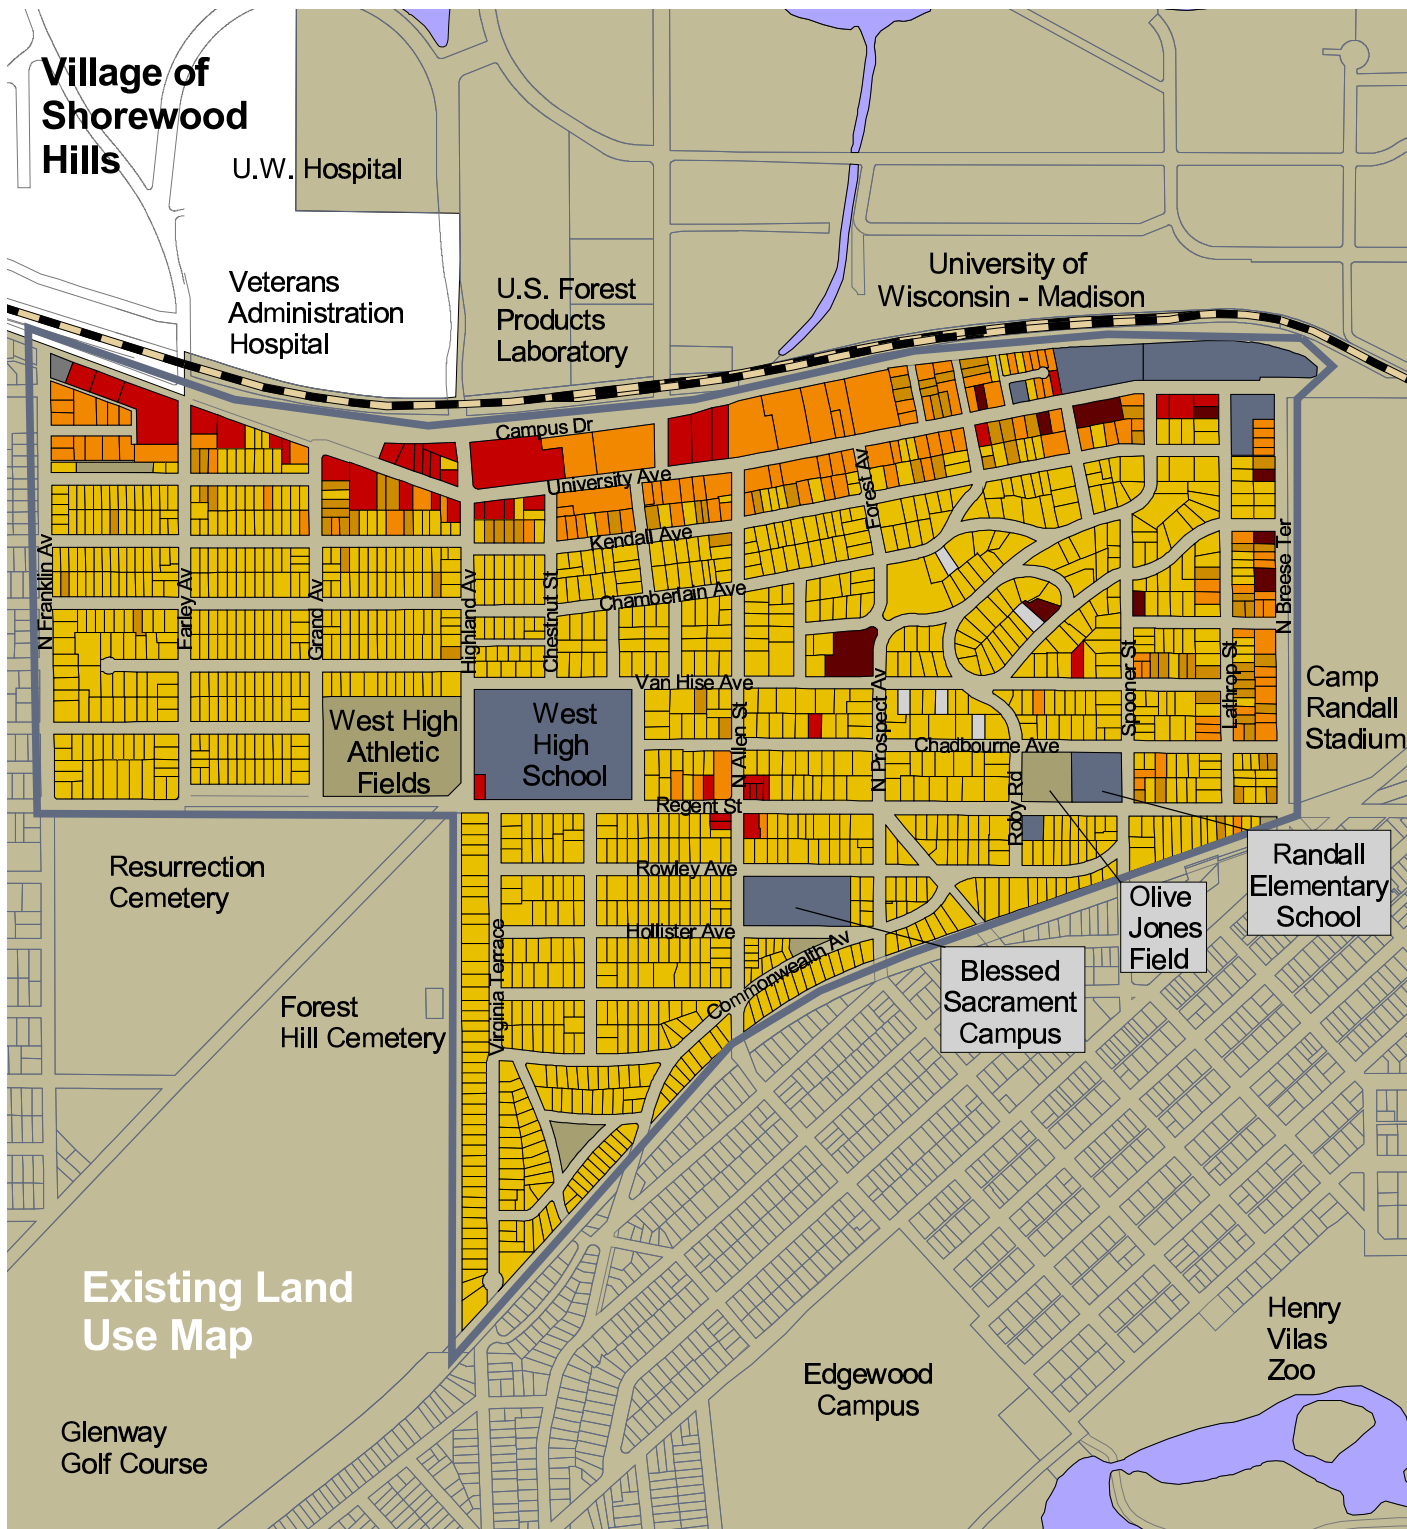 Village of
Shorewood
Hills
U.W. Hospital
Veterans
Administration
Hospital
U.S. Forest
Products
Laboratory
University of
Wisconsin - Madison
Campus Dr
University Ave
Kendall Ave
Forest Av
Chamberlain Ave
N Franklin Av
Farley Av
Grand Av
Highland Av
Chestnut St
N Breese Ter
Van Hise Ave
Spooner St
Lathrop St
West High
Athletic
Fields
West
High
School
N Allen St
N Prospect Av
Chadbourne Ave
Camp
Randall
Stadium
Regent St
Roby Rd
Resurrection
Cemetery
Rowley Ave
Randall
Elementary
School
Olive
Jones
Field
Hollister Ave
Virginia Terrace
Commonwealth Av
Blessed
Sacrament
Campus
Forest
Hill Cemetery
Existing Land
Use Map
Henry
Vilas
Zoo
Edgewood
Campus
Glenway
Golf Course